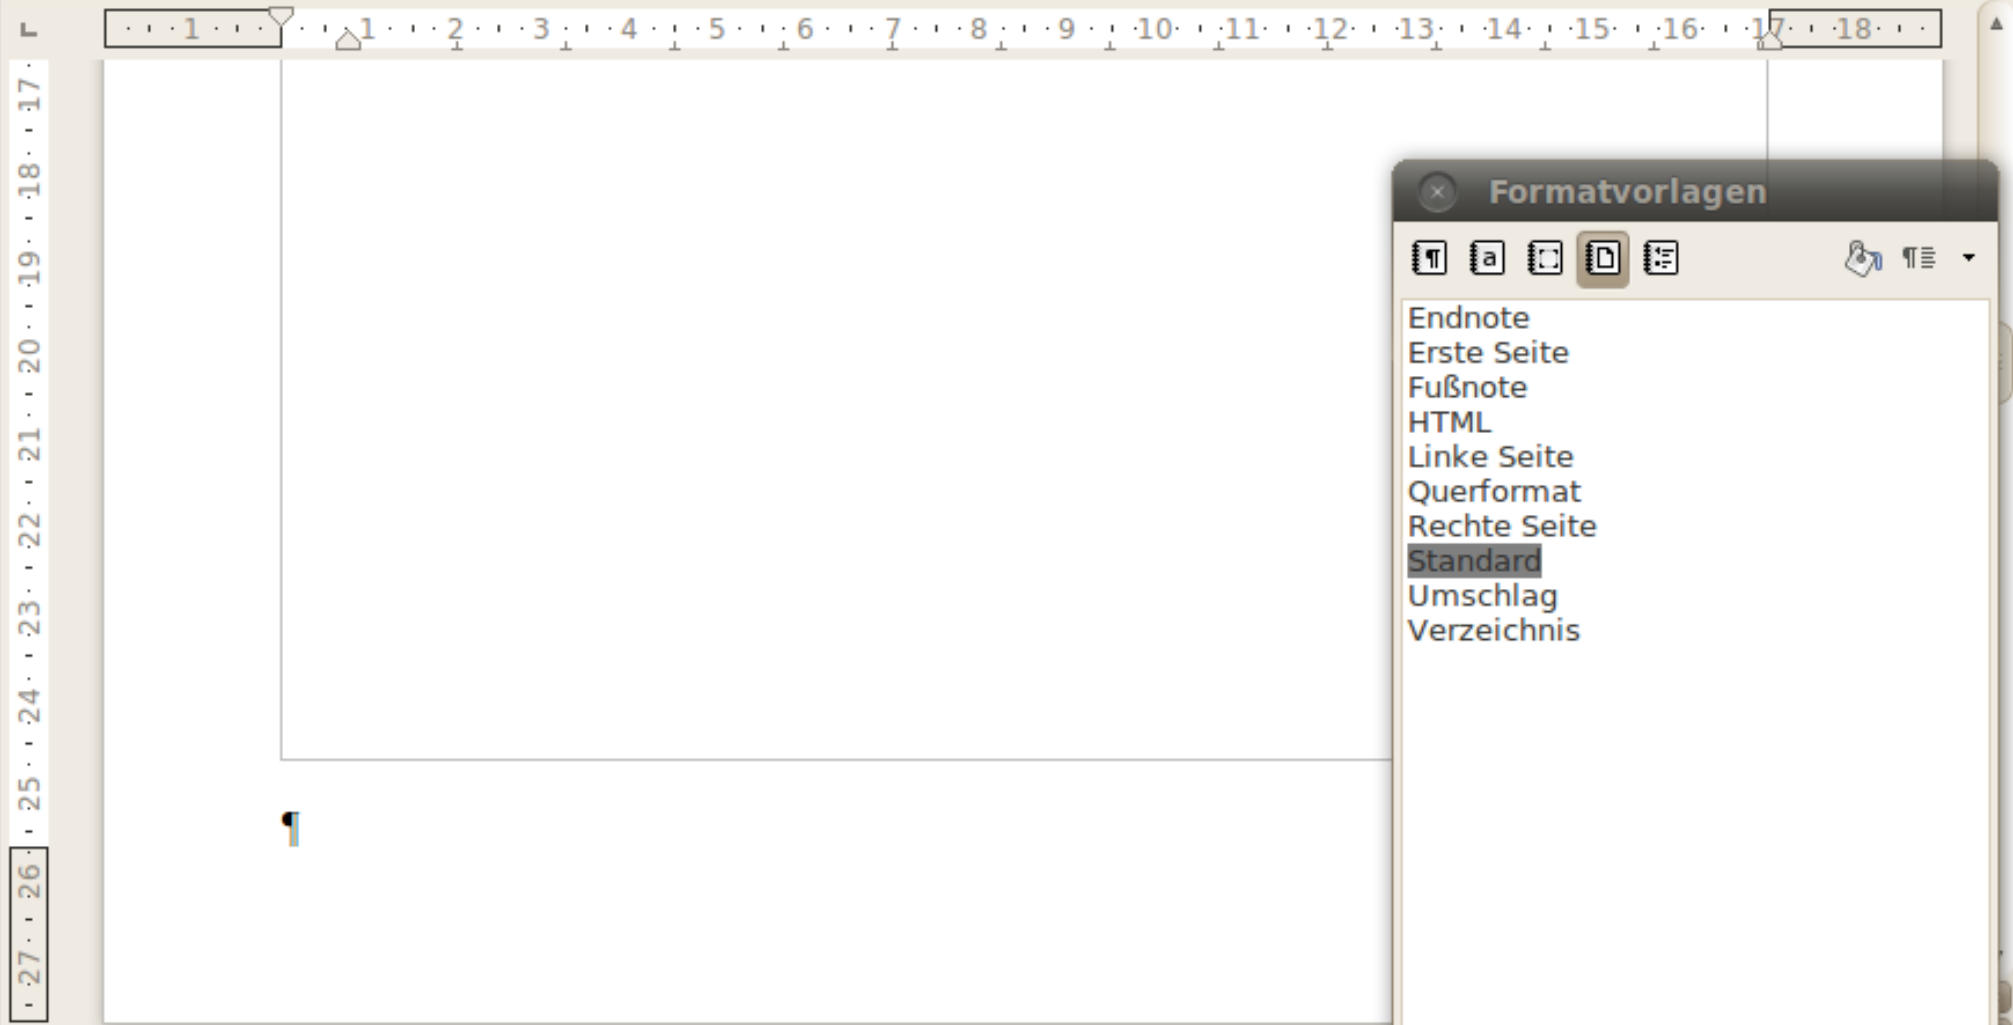 1 1 2 3 4 5 6 7 8 9 10 11 12 13 14 15 16 17 18
17
18
19
20
21
22
23
24
25
26
27
Formatvorlagen
¶ a ¶
Endnote
Erste Seite
Fußnote
HTML
Linke Seite
Querformat
Rechte Seite
Standard
Umschlag
Verzeichnis
¶